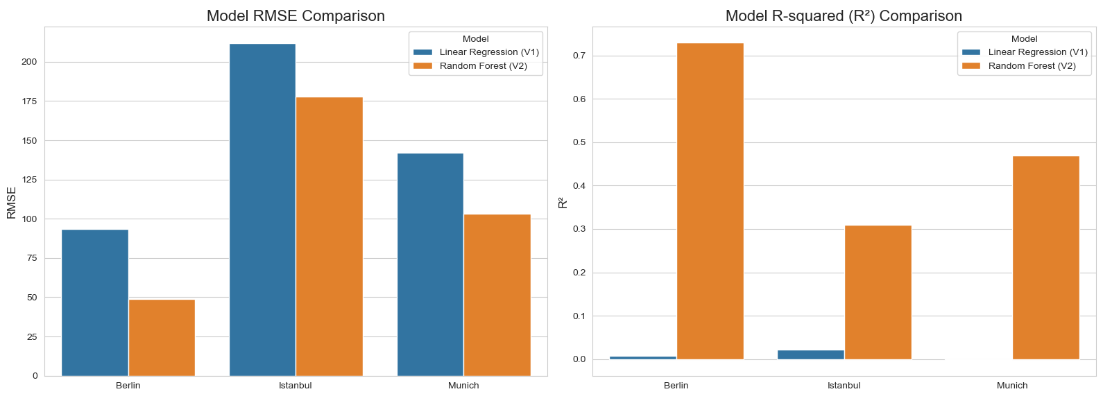 Model RMSE Comparison
Model
Linear Regression (V1)
Random Forest (V2)
RMSE
200
175
150
125
100
75
50
25
0
Berlin
Istanbul
Munich
Model R-squared (R²) Comparison
Model
Linear Regression (V1)
Random Forest (V2)
R²
0.7
0.6
0.5
0.4
0.3
0.2
0.1
0.0
Berlin
Istanbul
Munich